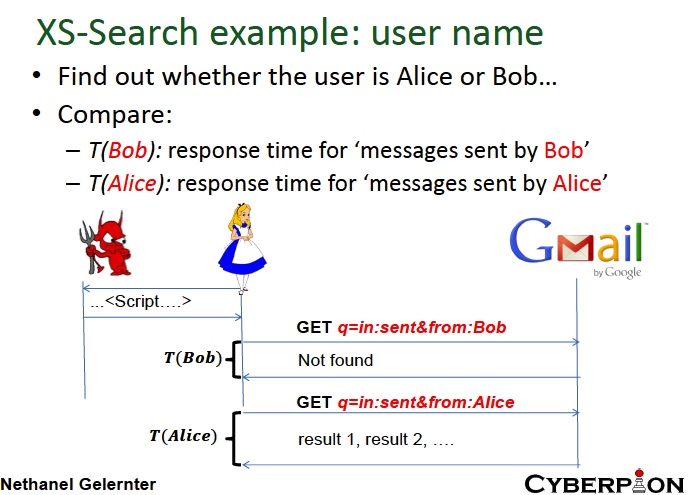 XS-Search example: user name
• Find out whether the user is Alice or Bob…
• Compare:
– T(Bob): response time for ‘messages sent by Bob’
– T(Alice): response time for ‘messages sent by Alice’
Gmail™
by Google
...<Script….>
GET q=in:sent&from:Bob
T(Bob)
Not found
GET q=in:sent&from:Alice
T(Alice)
result 1, result 2, ….
Nethanel Gelernter
CYBERPION